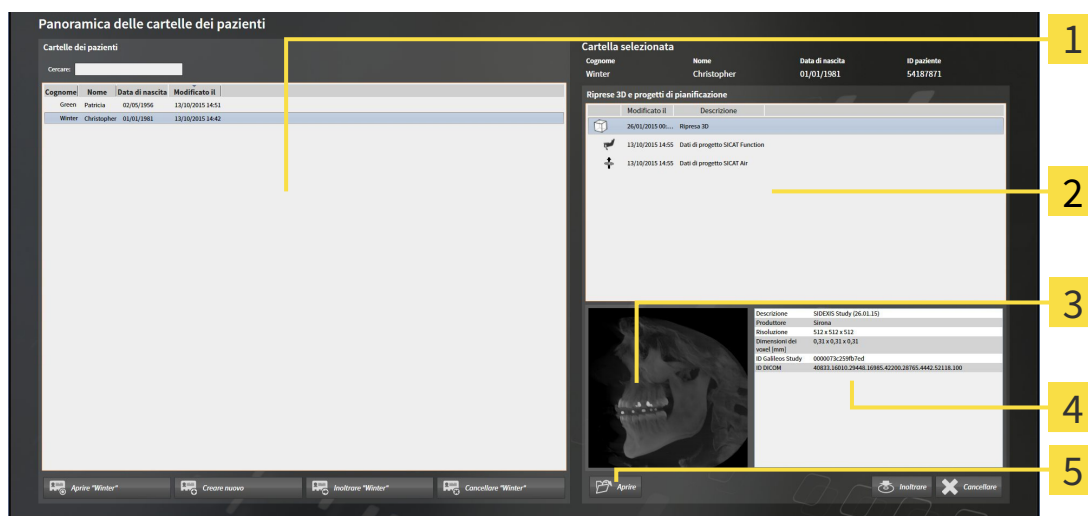 Panoramica delle cartelle dei pazienti
Cartelle dei pazienti
Cercare:
Cognome Nome Data di nascita Modificato il
Green Patricia 02/05/1956 13/10/2015 14:51
Winter Christopher 01/01/1981 13/10/2015 14:42
Aprire "Winter"
Creare nuovo
Inoltrare "Winter"
Cancellare "Winter"
Cartella selezionata
Cognome Nome Data di nascita ID paziente
Winter Christopher 01/01/1981 54187871
Riprese 3D e progetti di pianificazione
Modificato il Descrizione
26/01/2015 00:... Ripresa 3D
13/10/2015 14:55 Dati di progetto SICAT Function
13/10/2015 14:55 Dati di progetto SICAT Air
Descrizione SIDEXIS Study (26.01.15)
Produttore Sirona
Risoluzione 512 x 512 x 512
Dimensioni dei voxel [mm] 0,31 x 0,31 x 0,31
ID Galileos Study 0000073c259fb7ed
ID DICOM 40833.16010.29448.16985.42200.28765.4442.52118.100
Aprire
Inoltrare
Cancellare
1
2
3
4
5